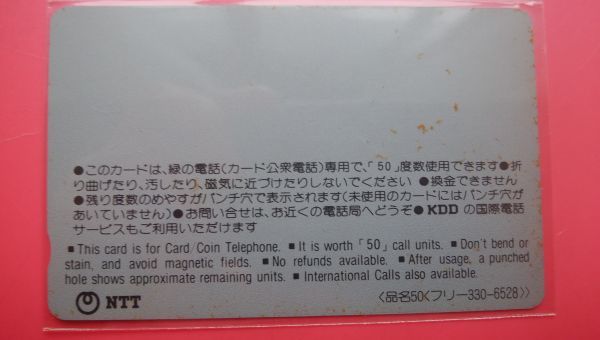 ●このカードは、緑の電話(カード公衆電話)専用で、「50」度数使用できます●折
り曲げたり、汚したり、磁気に近づけたりしないでください ●換金できません
●残り度数のめやすがパンチ穴で表示されます(未使用のカードにはパンチ穴
があいていません)●お問い合せは、お近くの電話局へどうぞ● KDD の国際電話
サービスもご利用いただけます
■ This card is for Card/Coin Telephone. ■ It is worth「50」call units. ■ Don't bend or
stain, and avoid magnetic fields. ■ No refunds available. ■ After usage, a punched
hole shows approximate remaining units. ■ International Calls also available.
NTT
〈品名50〈フリー330-6528〉〉